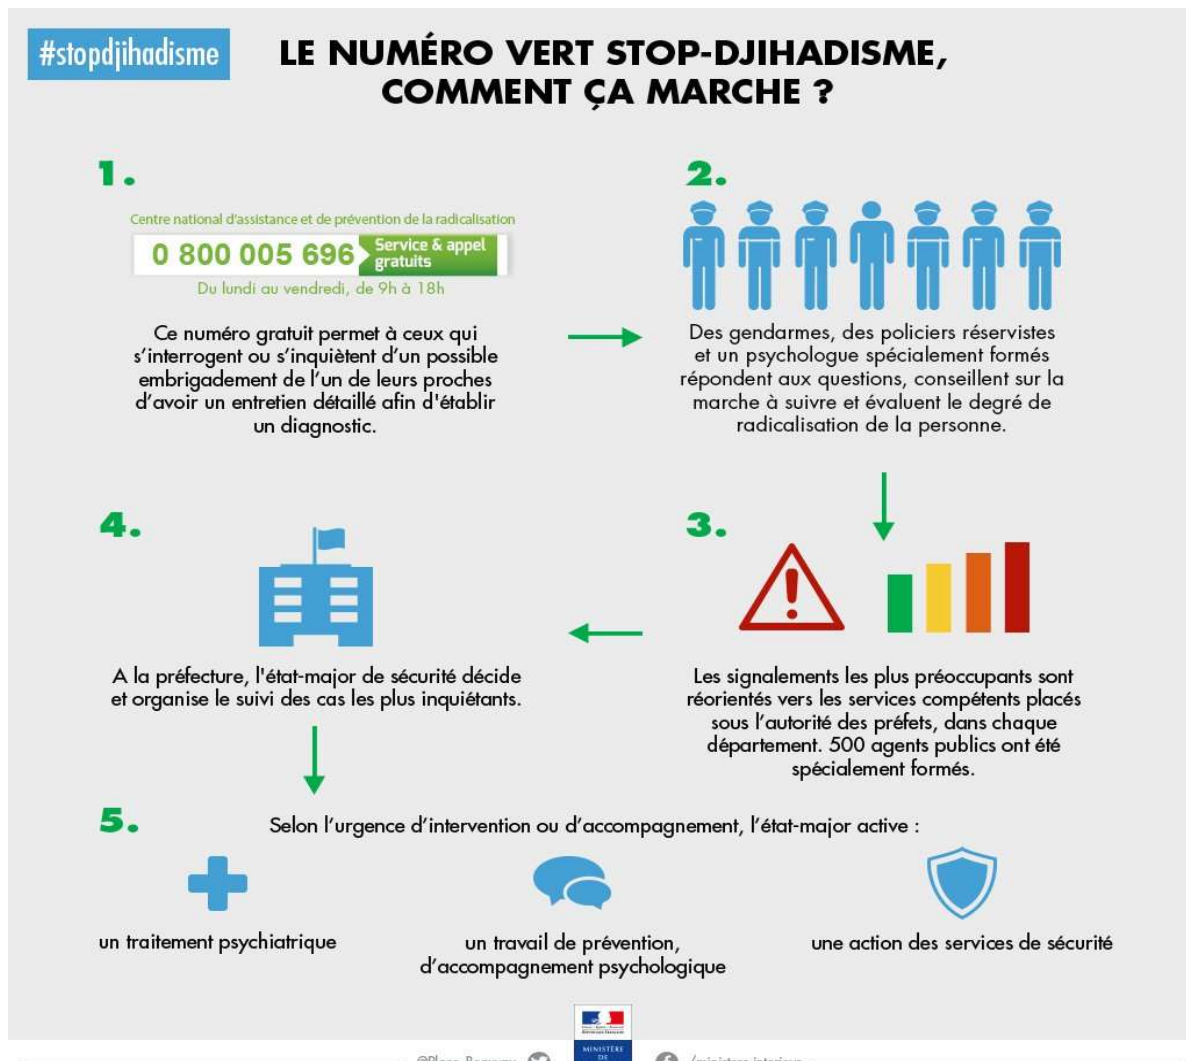 #stopdjihadisme
LE NUMÉRO VERT STOP-DJIHADISME,
COMMENT ÇA MARCHE ?
1.
Centre national d'assistance et de prévention de la radicalisation
0 800 005 696
Service & appel
gratuits
Du lundi au vendredi, de 9h à 18h
Ce numéro gratuit permet à ceux qui
s'interrogent ou s'inquiètent d'un possible
embrigadement de l'un de leurs proches
d'avoir un entretien détaillé afin d'établir
un diagnostic.
2.
Des gendarmes, des policiers réservistes
et un psychologue spécialement formés
répondent aux questions, conseillent sur la
marche à suivre et évaluent le degré de
radicalisation de la personne.
3.
Les signalements les plus préoccupants sont
réorientés vers les services compétents placés
sous l'autorité des préfets, dans chaque
département. 500 agents publics ont été
spécialement formés.
4.
A la préfecture, l'état-major de sécurité décide
et organise le suivi des cas les plus inquiétants.
5.
Selon l'urgence d'intervention ou d'accompagnement, l'état-major active :
un traitement psychiatrique
un travail de prévention,
d'accompagnement psychologique
une action des services de sécurité
MINISTÈRE
DE